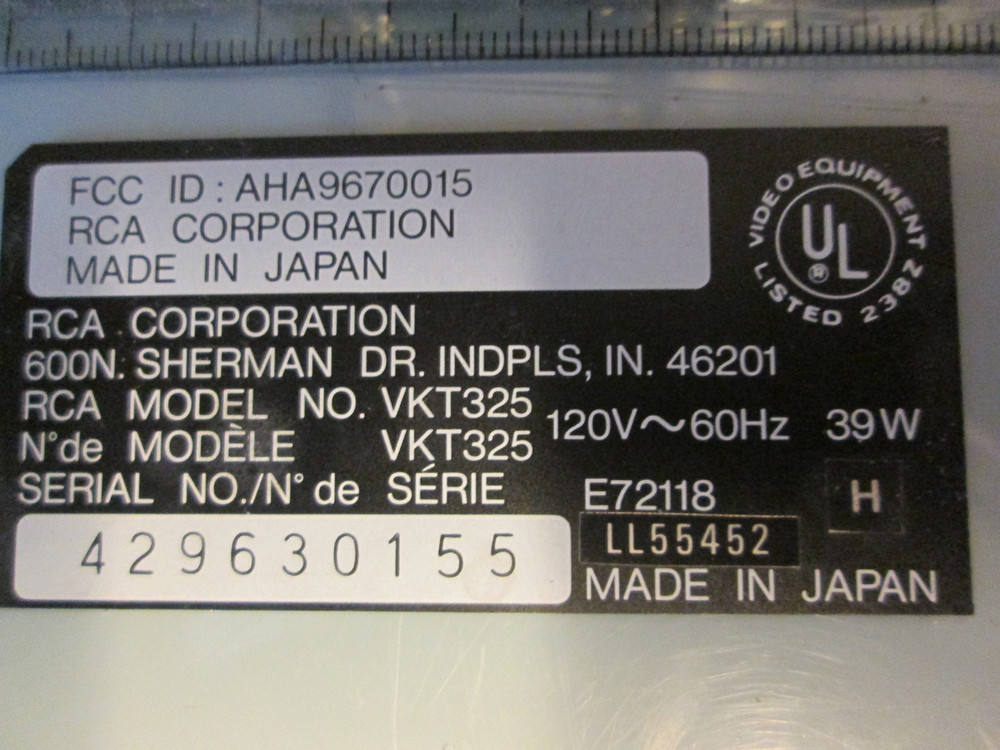 FCC ID : AHA9670015
RCA CORPORATION
MADE IN JAPAN
VIDEO EQUIPMENT
UL®
LISTED 238Z
RCA CORPORATION
600N. SHERMAN DR. INDPLS, IN. 46201
RCA MODEL NO. VKT325
N°de MODÈLE VKT325
120V～60Hz 39W
SERIAL NO./N° de SÉRIE
429630155
E72118
H
LL55452
MADE IN JAPAN